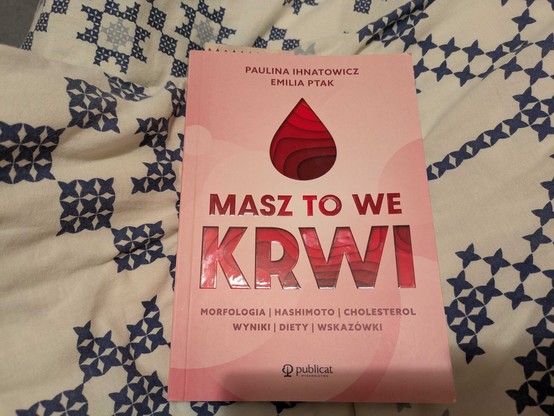 PAULINA IHNATOWICZ
EMILIA PTAK
MASZ TO WE
KRWI
MORFOLOGIA | HASHIMOTO | CHOLESTEROL
WYNIKI | DIETY | WSKAZÓWKI
publicat